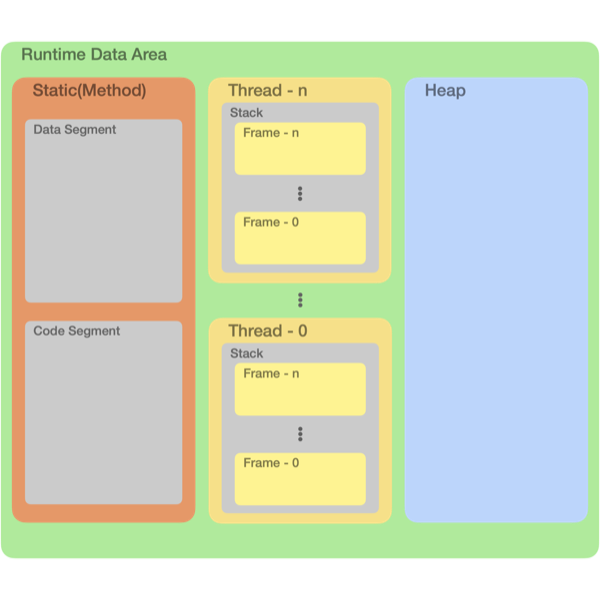 Runtime Data Area
Static(Method)
Data Segment
Code Segment
Thread - n
Stack
Frame - n
Frame - 0
Thread - 0
Stack
Frame - n
Frame - 0
Heap